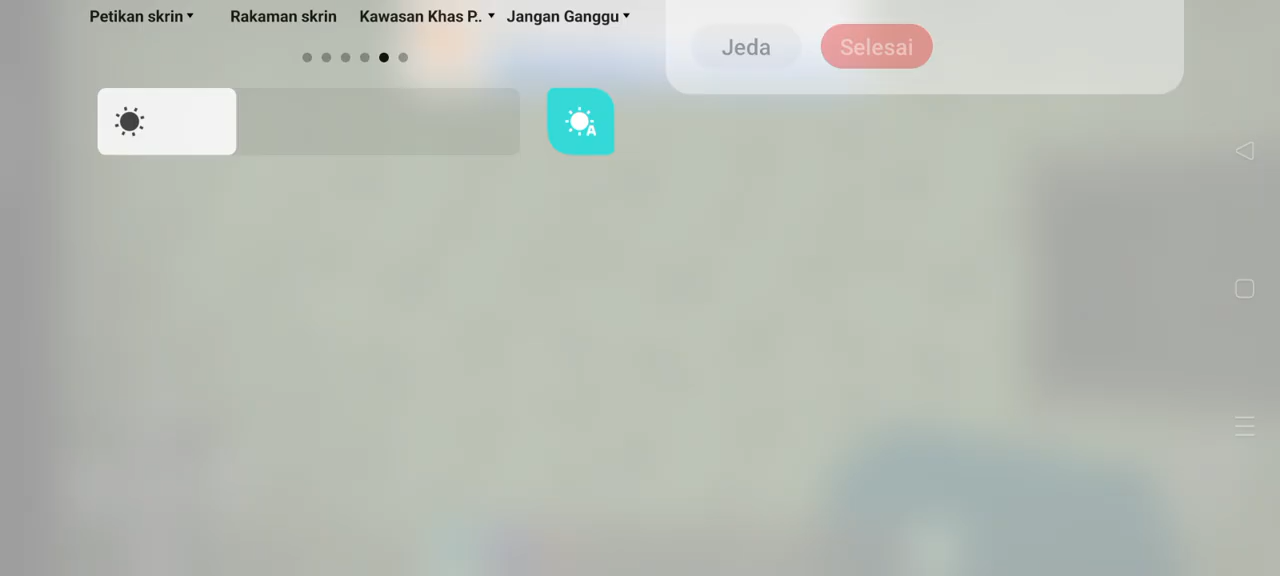 Petikan skrin Rakaman skrin Kawasan Khas P.. Jangan Ganggu
Jeda Selesai
A